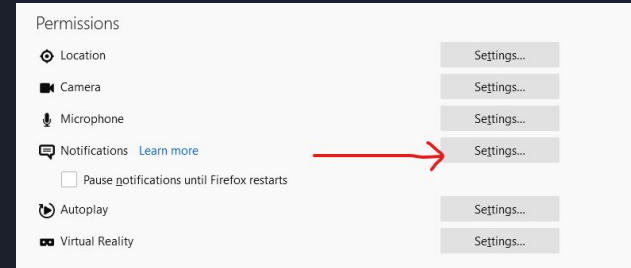 Permissions
Location Settings...
Camera Settings...
Microphone Settings...
Notifications Learn more Settings...
Pause notifications until Firefox restarts
Autoplay Settings...
Virtual Reality Settings...